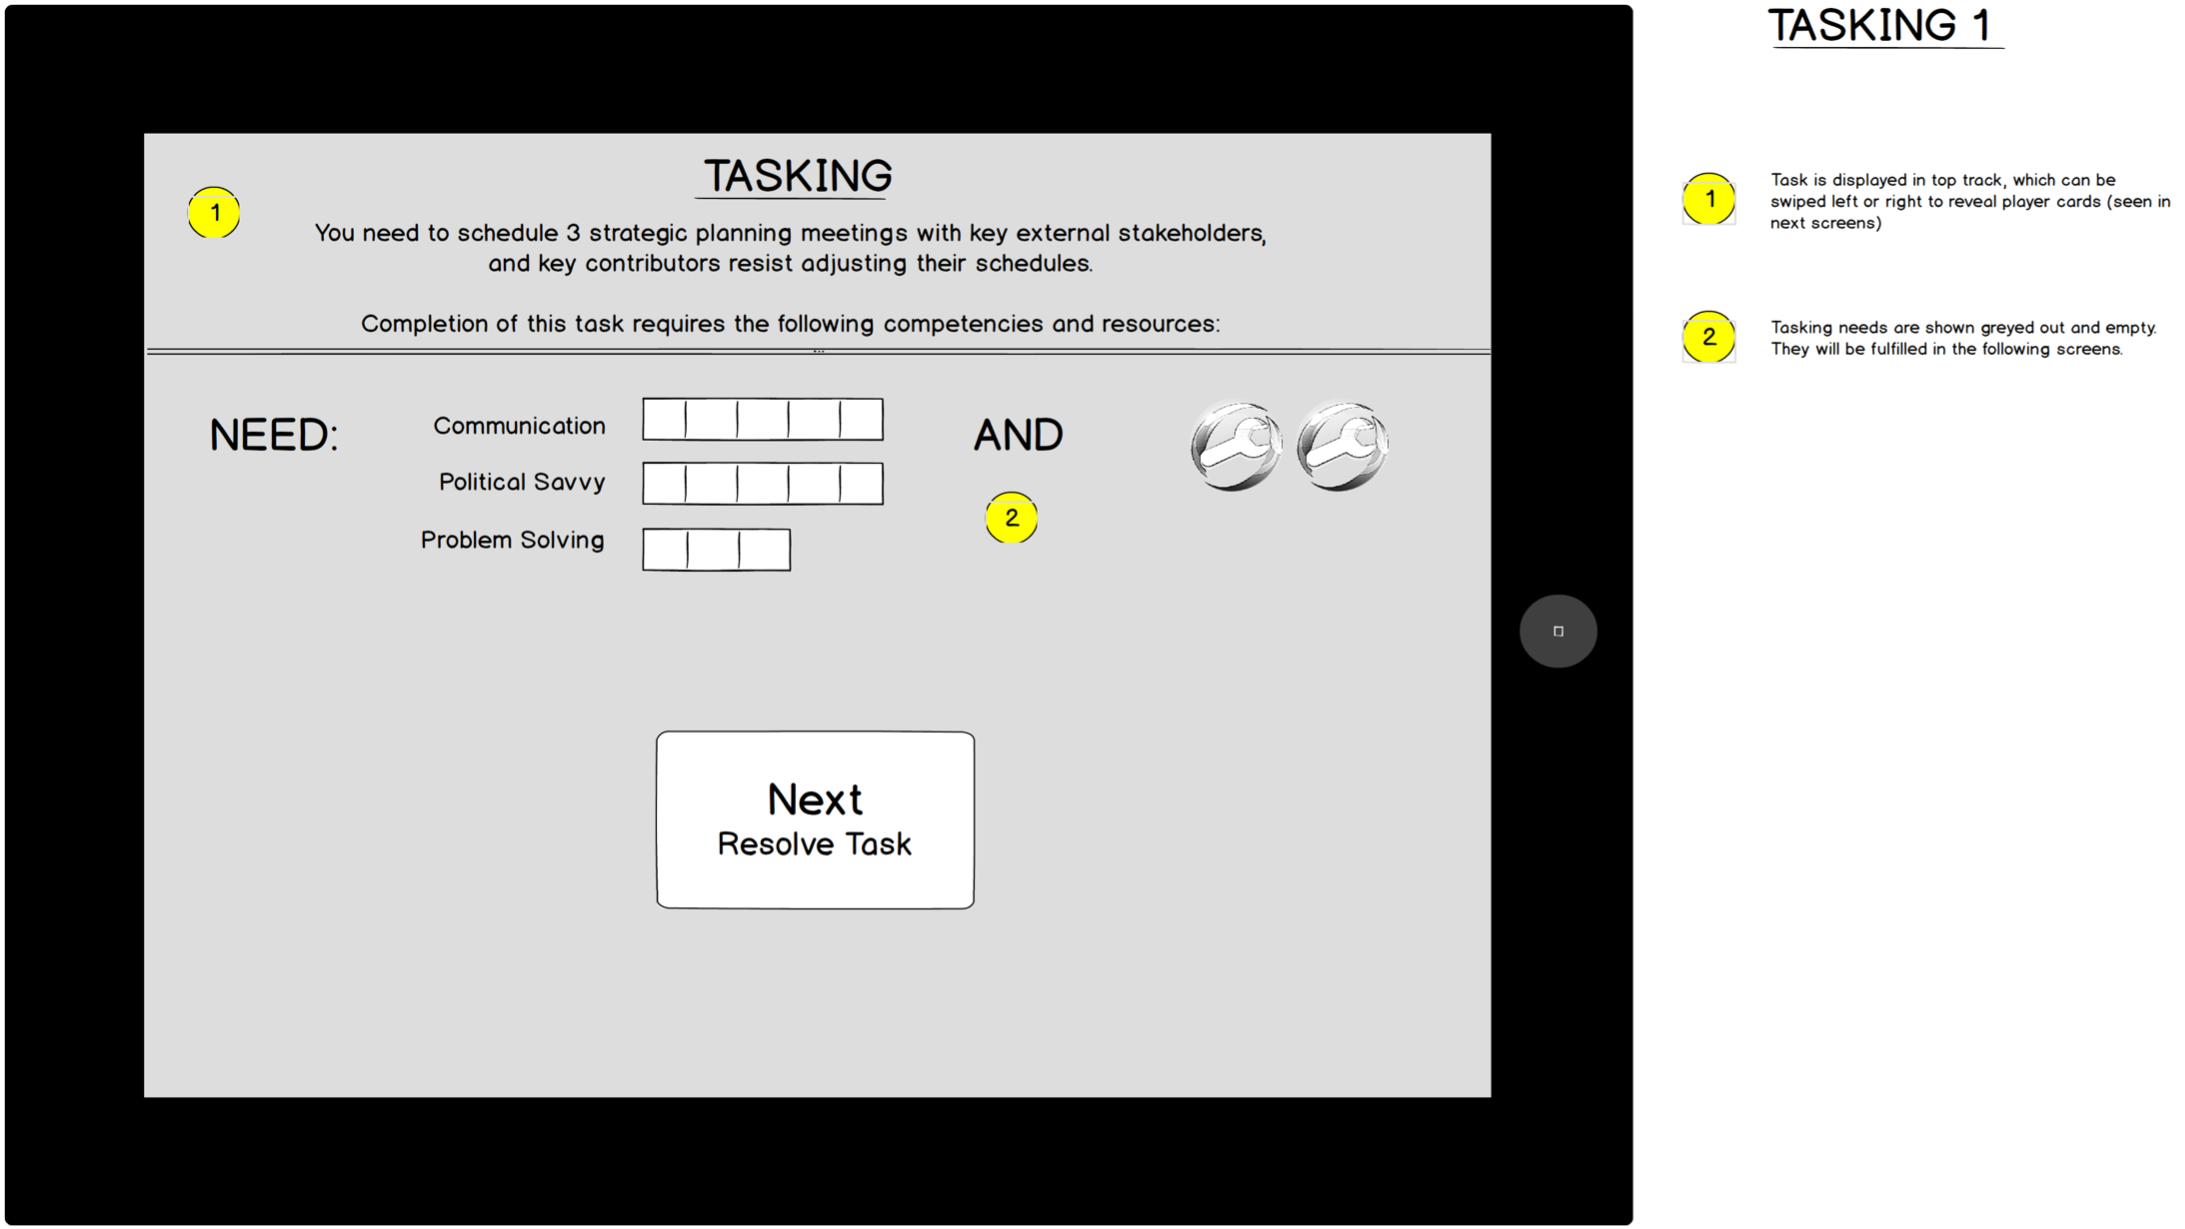 TASKING 1
TASKING
1
You need to schedule 3 strategic planning meetings with key external stakeholders,
and key contributors resist adjusting their schedules.
Completion of this task requires the following competencies and resources:
NEED:
Communication
Political Savvy
Problem Solving
AND
2
Next
Resolve Task
1
Task is displayed in top track, which can be
swiped left or right to reveal player cards (seen in
next screens)
2
Tasking needs are shown greyed out and empty.
They will be fulfilled in the following screens.